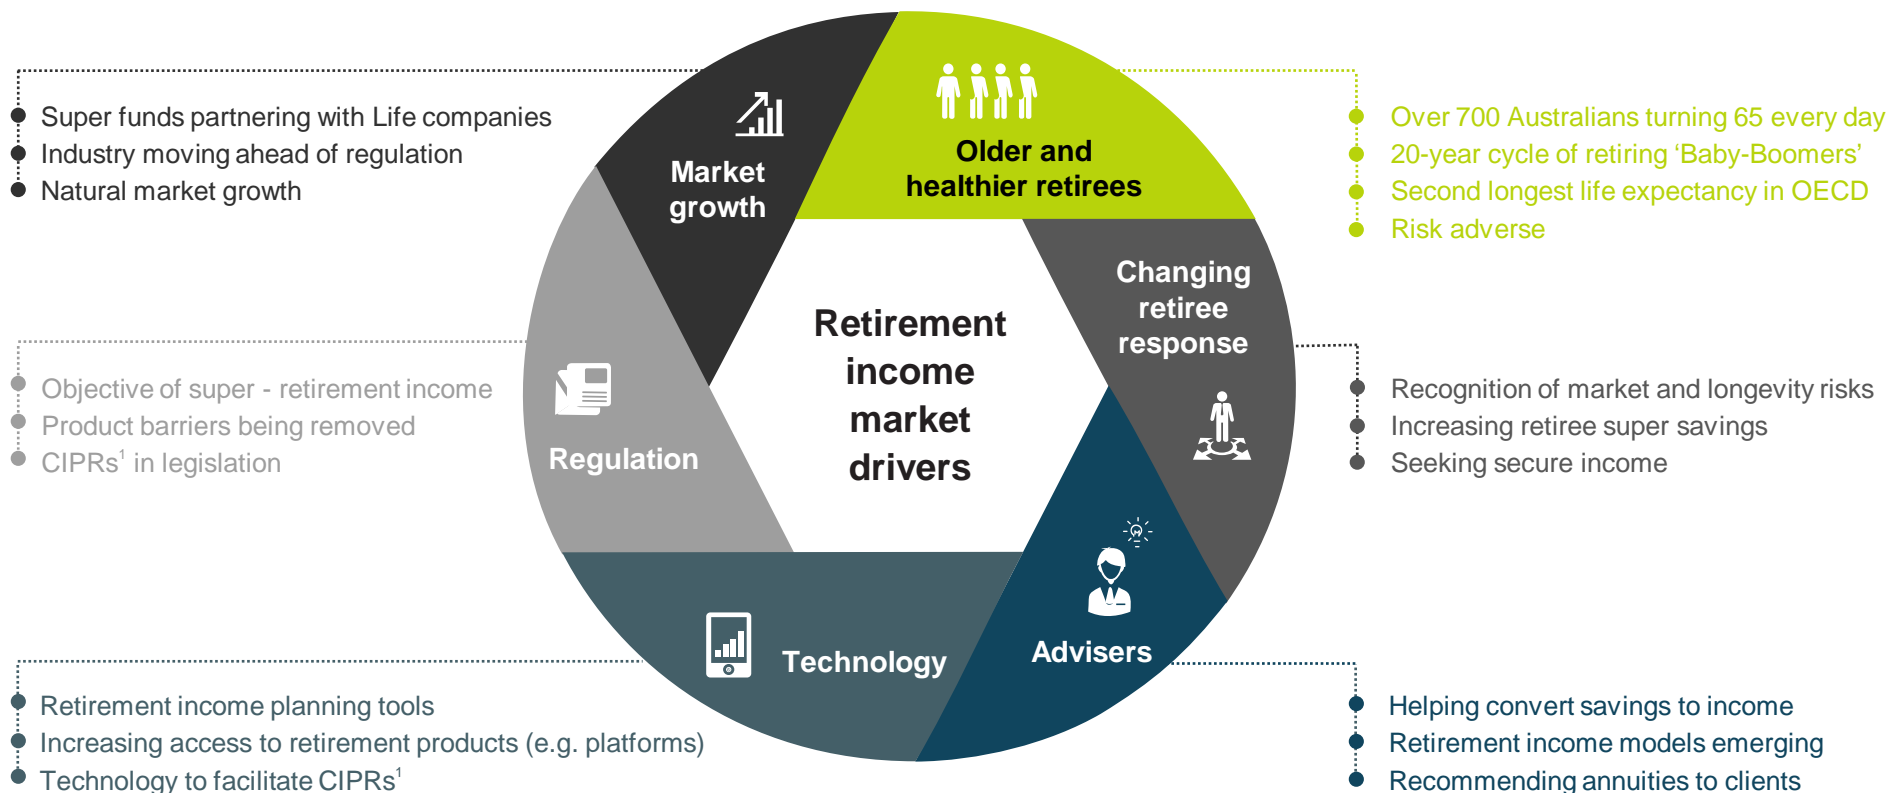 Super funds partnering with Life companies
Industry moving ahead of regulation
Natural market growth
Market
growth
Older and
healthier retirees
Over 700 Australians turning 65 every day
20-year cycle of retiring ‘Baby-Boomers’
Second longest life expectancy in OECD
Risk adverse
Changing
retiree
response
Recognition of market and longevity risks
Increasing retiree super savings
Seeking secure income
Retirement
income
market
drivers
Objective of super - retirement income
Product barriers being removed
CIPRs¹ in legislation
Regulation
Technology
Retirement income planning tools
Increasing access to retirement products (e.g. platforms)
Technology to facilitate CIPRs¹
Advisers
Helping convert savings to income
Retirement income models emerging
Recommending annuities to clients